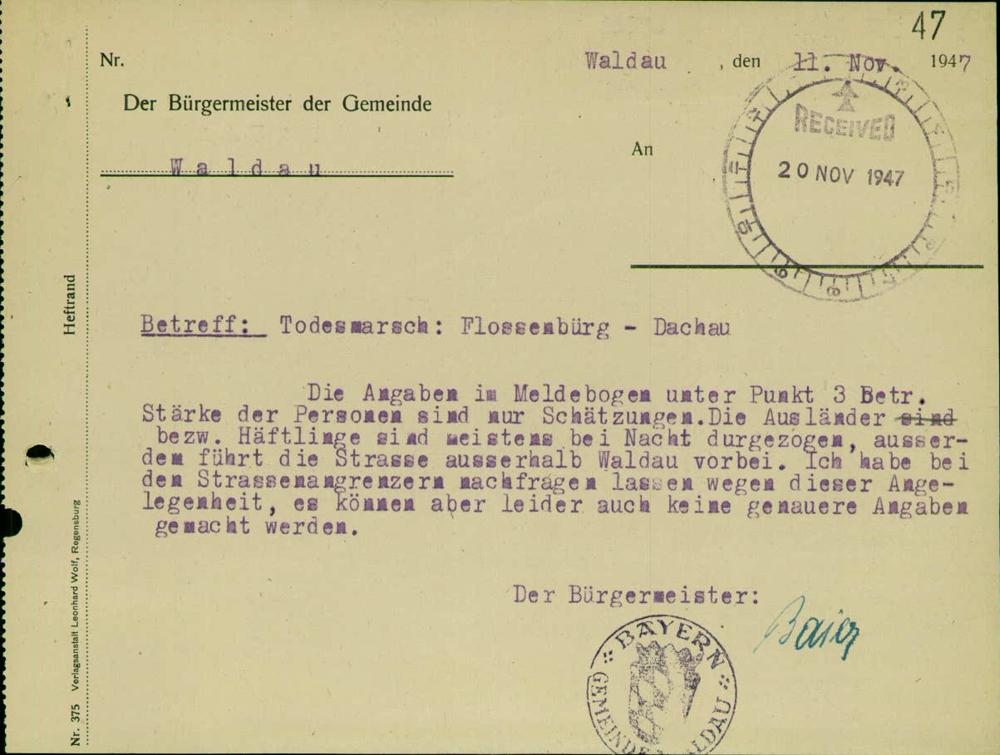 47
Nr.
Waldau , den 11. Nov. 1947
Der Bürgermeister der Gemeinde
Waldau
An
RECEIVED
20 NOV 1947
Betreff: Todesmarsch: Flossenbürg - Dachau
Die Angaben im Meldebogen unter Punkt 3 Betr.
Stärke der Personen sind nur Schätzungen.Die Ausländer sind
bezw. Häftlinge sind meistens bei Nacht durgezogen, ausser-
dem führt die Strasse ausserhalb Waldau vorbei. Ich habe bei
den Strassenangrenzern nachfragen lassen wegen dieser Ange-
legenheit, es können aber leider auch keine genauere Angaben
gemacht werden.
Der Bürgermeister:
Baier
BAYERN
GEMEINDE WALDAU
Heftrand
Nr. 375 Verlagsanstalt Leonhard Wolf, Regensburg